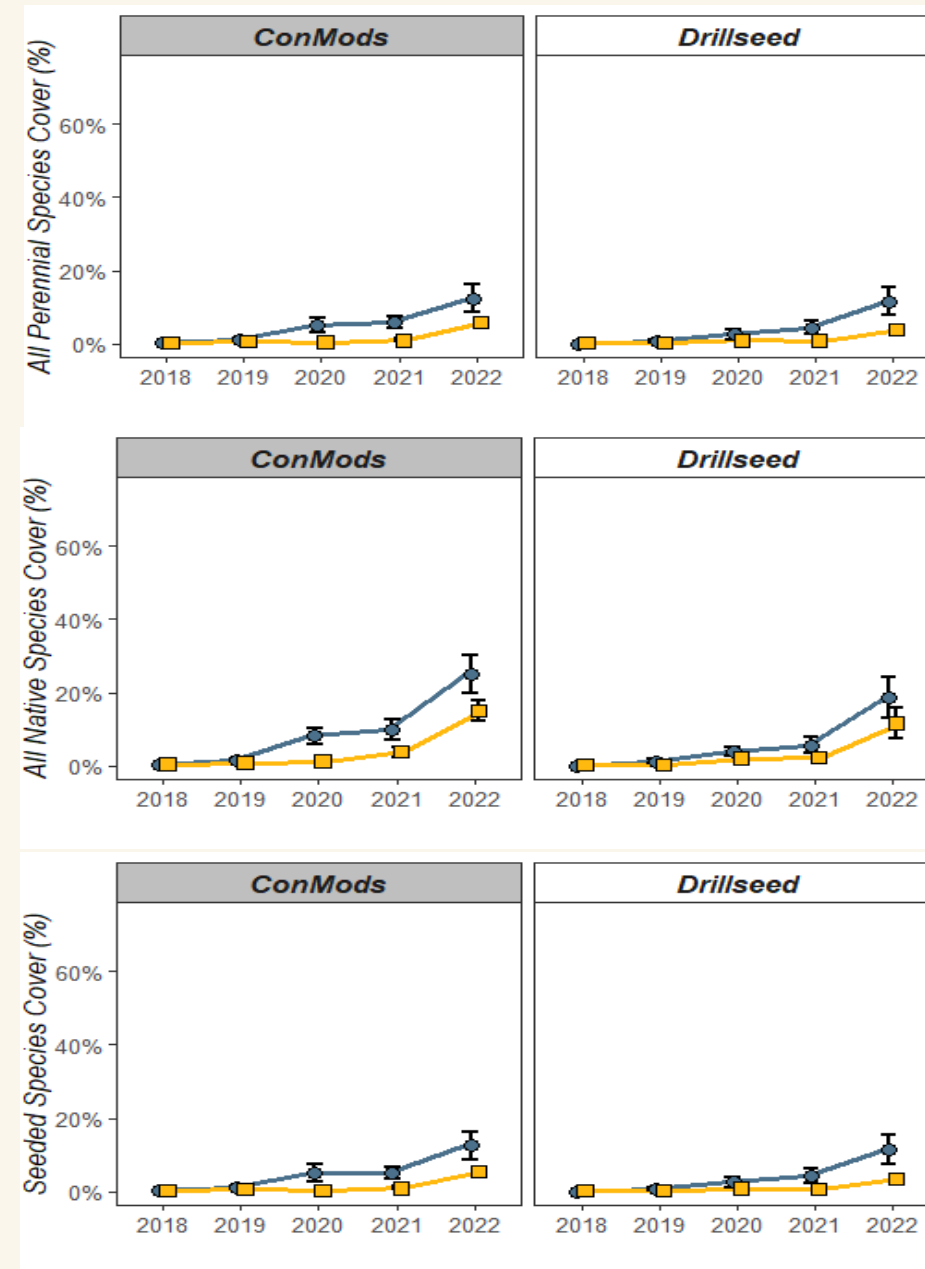 ConMods Drillseed
All Perennial Species Cover (%)
60%
40%
20%
0%
2018 2019 2020 2021 2022 2018 2019 2020 2021 2022
ConMods Drillseed
All Native Species Cover (%)
60%
40%
20%
0%
2018 2019 2020 2021 2022 2018 2019 2020 2021 2022
ConMods Drillseed
Seeded Species Cover (%)
60%
40%
20%
0%
2018 2019 2020 2021 2022 2018 2019 2020 2021 2022